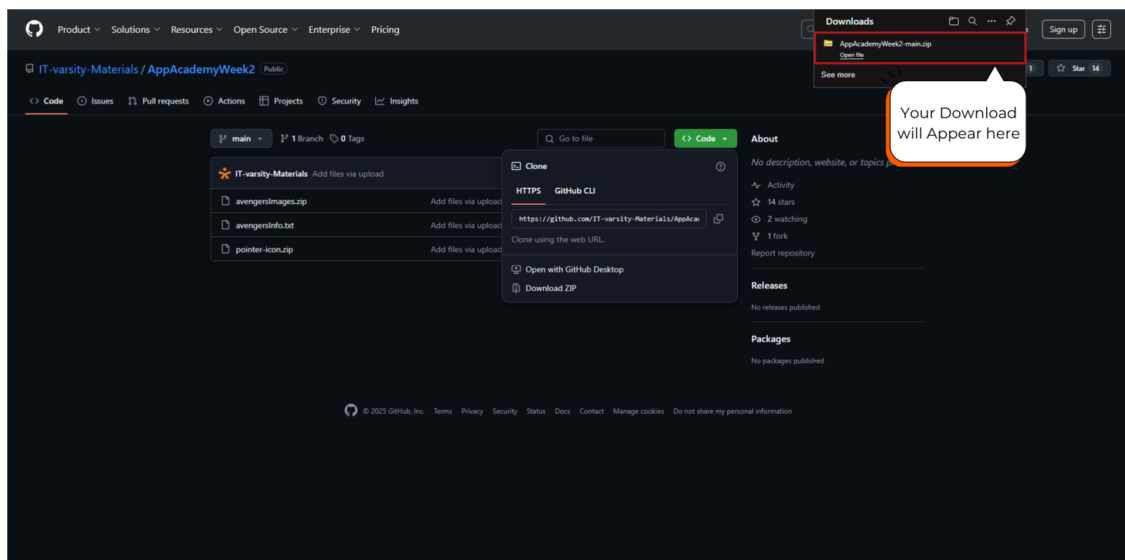 Product Solutions Resources Open Source Enterprise Pricing
Sign up
Downloads
AppAcademyWeek2-main.zip
Open file
See more
IT-varsity-Materials / AppAcademyWeek2 Public
1
Star 14
Code Issues Pull requests Actions Projects Security Insights
Your Download
will Appear here
main 1 Branch 0 Tags
Go to file
Code
IT-varsity-Materials Add files via upload
avengersImages.zip Add files via upload
avengersInfo.txt Add files via upload
pointer-icon.zip Add files via upload
Clone
HTTPS GitHub CLI
https://github.com/IT-varsity-Materials/AppAca
Clone using the web URL.
Open with GitHub Desktop
Download ZIP
About
No description, website, or topics
Activity
14 stars
2 watching
1 fork
Report repository
Releases
No releases published
Packages
No packages published
© 2025 GitHub, Inc. Terms Privacy Security Status Docs Contact Manage cookies Do not share my personal information